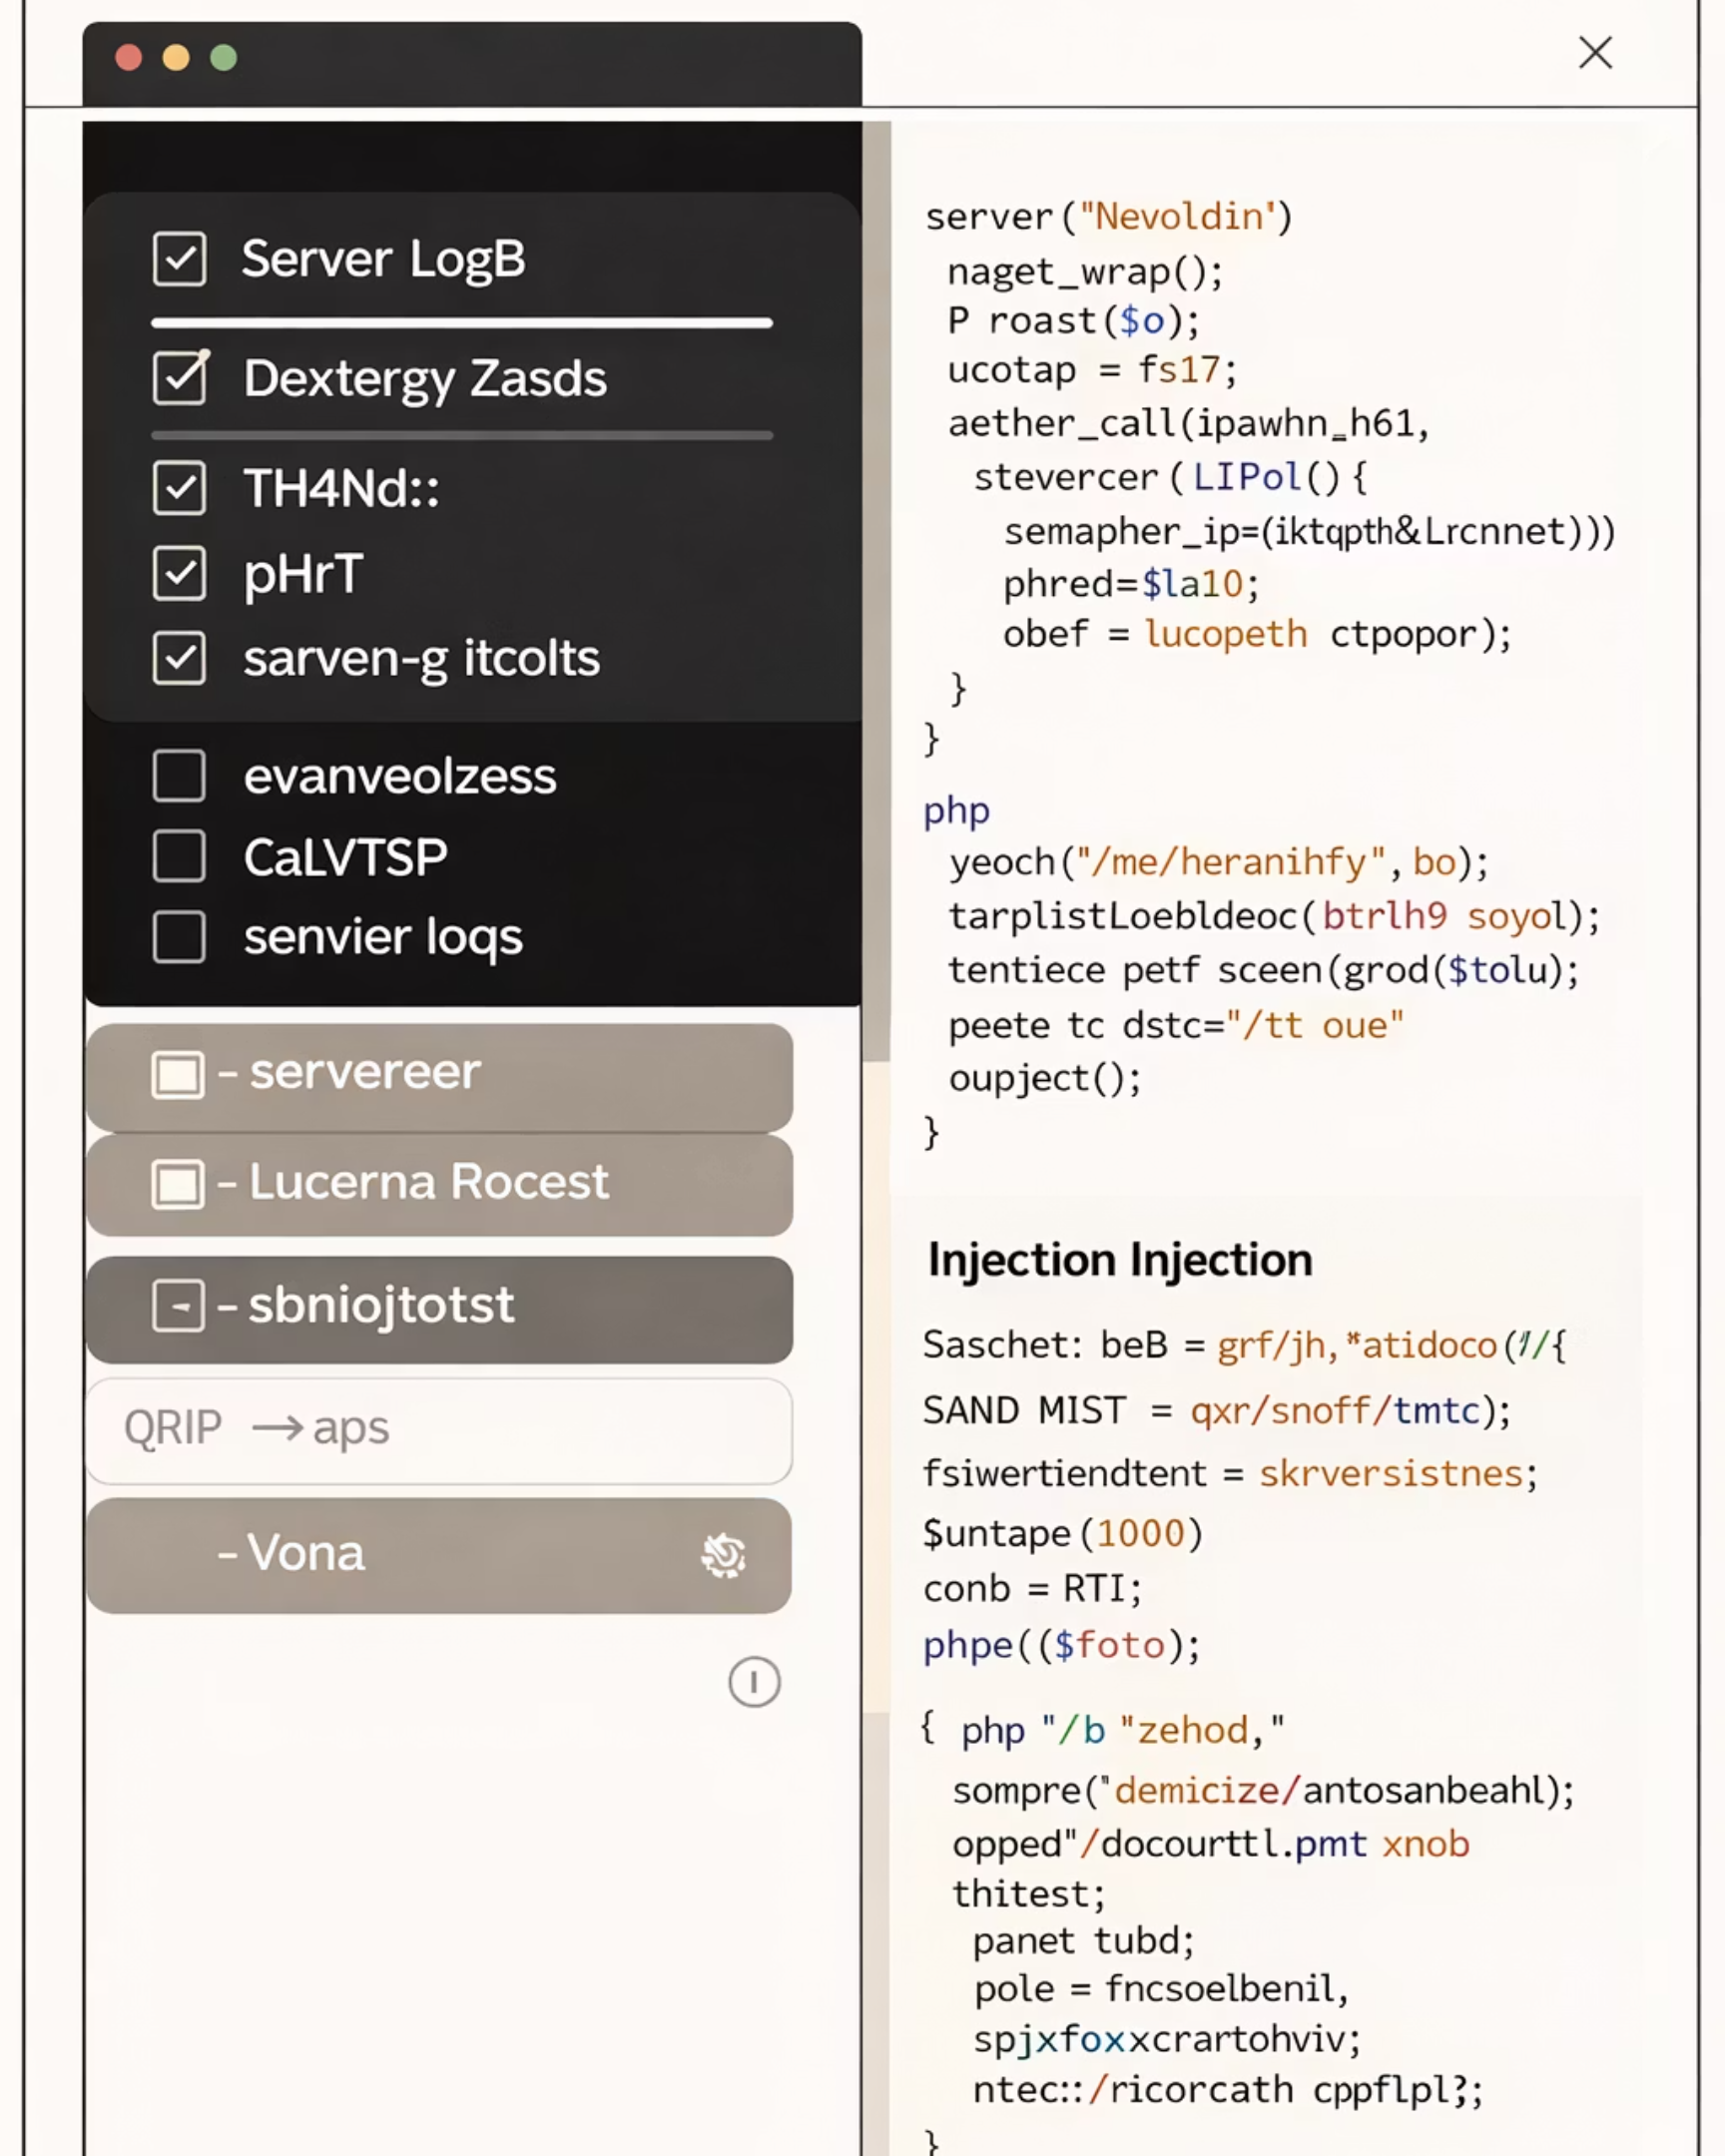 Server LogB
Dextergy Zasds
TH4Nd::
pHrT
sarven-g itcolts
evanveolzess
CaLVTSP
senvier loqs
- servereer
- Lucerna Rocest
- sbniojtotst
QRIP → aps
- Vona
server("Nevoldin')
naget_wrap();
P roast($o);
ucotap = fs17;
aether_call(ipawhn_h61,
stevercer ( LIPol() {
semapher_ip=(iktqpth&Lrcnnet)))
phred=$la10;
obef = lucopeth ctpopor);
}
}
php
yeoch("/me/heranihfy", bo);
tarplistLoebldeoc(btrlh9 soyol);
tentiece petf sceen(grod($tolu);
peete tc dstc="/tt oue"
oupject();
}
Injection Injection
Saschet: beB = grf/jh, "atidoco ('/{
SAND MIST = qxr/snoff/tmtc);
fsiwertiendtent = skrversistnes;
$untape (1000)
conb = RTI;
phpe(($foto);
{ php "/b "zehod,"
sompre("demicize/antosanbeahl);
opped"/docourttl.pmt xnob
thitest;
panet tubd;
pole = fncsoelbenil,
spjxfoxxcrartohviv;
ntec::/ricorcath cppflpl?;
}